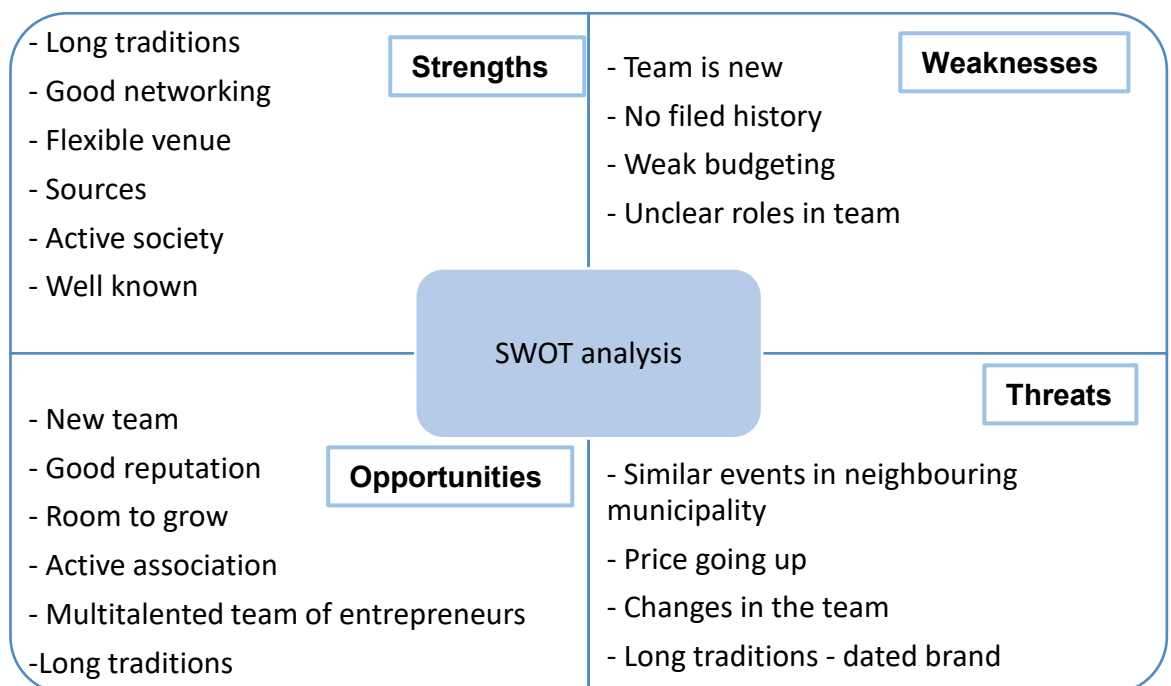 Strengths
- Long traditions
- Good networking
- Flexible venue
- Sources
- Active society
- Well known
Weaknesses
- Team is new
- No filed history
- Weak budgeting
- Unclear roles in team
SWOT analysis
Opportunities
- New team
- Good reputation
- Room to grow
- Active association
- Multitalented team of entrepreneurs
-Long traditions
Threats
- Similar events in neighbouring
municipality
- Price going up
- Changes in the team
- Long traditions - dated brand